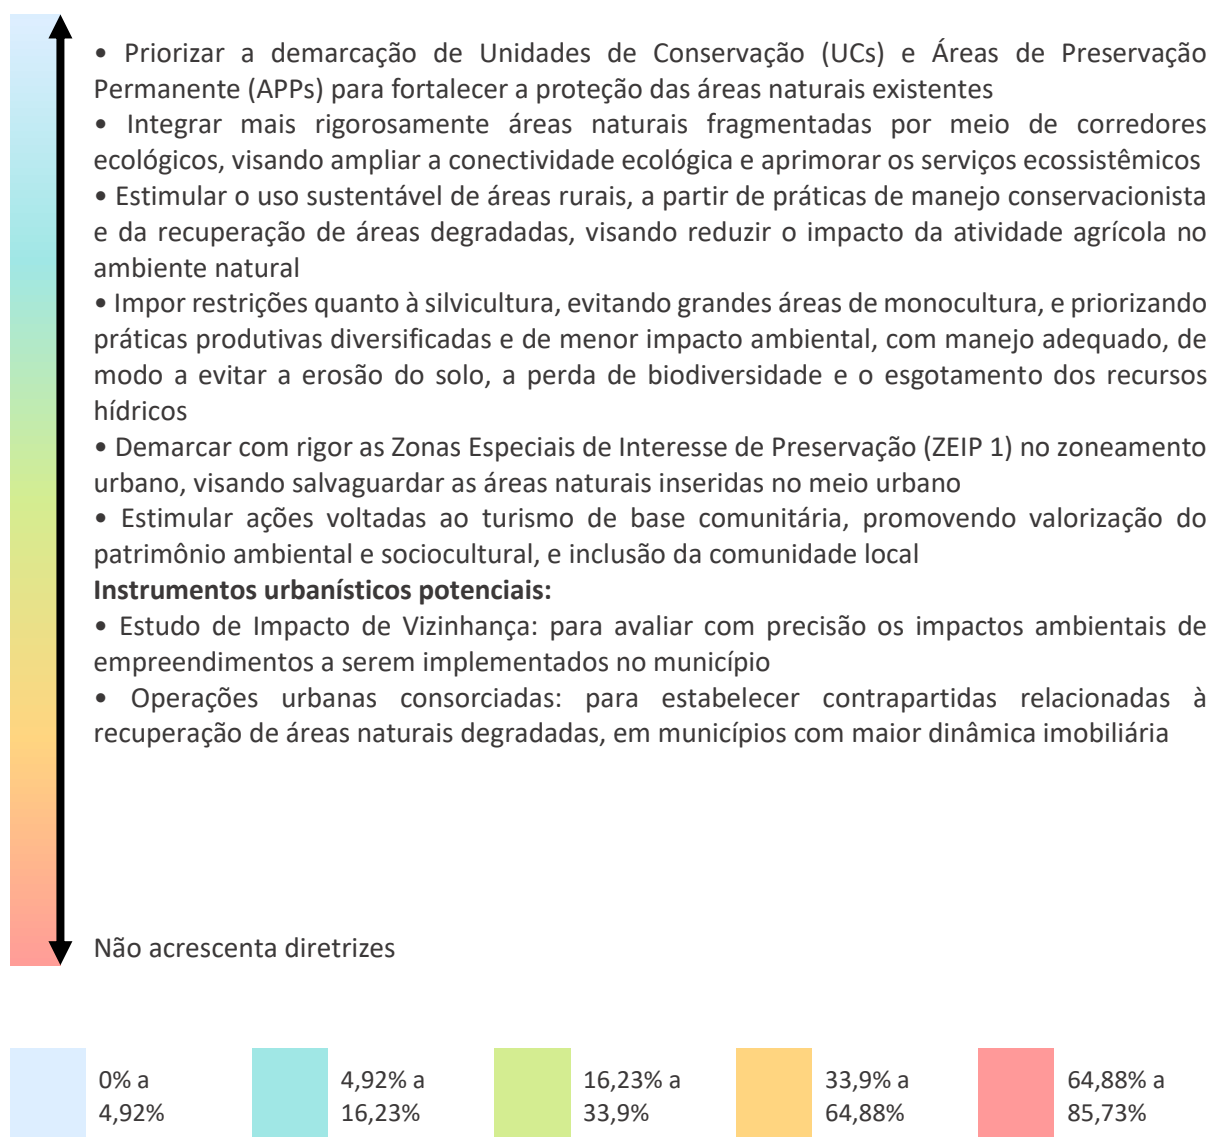 • Priorizar a demarcação de Unidades de Conservação (UCs) e Áreas de Preservação
Permanente (APPs) para fortalecer a proteção das áreas naturais existentes
• Integrar mais rigorosamente áreas naturais fragmentadas por meio de corredores
ecológicos, visando ampliar a conectividade ecológica e aprimorar os serviços ecossistêmicos
• Estimular o uso sustentável de áreas rurais, a partir de práticas de manejo conservacionista
e da recuperação de áreas degradadas, visando reduzir o impacto da atividade agrícola no
ambiente natural
• Impor restrições quanto à silvicultura, evitando grandes áreas de monocultura, e priorizando
práticas produtivas diversificadas e de menor impacto ambiental, com manejo adequado, de
modo a evitar a erosão do solo, a perda de biodiversidade e o esgotamento dos recursos
hídricos
• Demarcar com rigor as Zonas Especiais de Interesse de Preservação (ZEIP 1) no zoneamento
urbano, visando salvaguardar as áreas naturais inseridas no meio urbano
• Estimular ações voltadas ao turismo de base comunitária, promovendo valorização do
patrimônio ambiental e sociocultural, e inclusão da comunidade local
Instrumentos urbanísticos potenciais:
• Estudo de Impacto de Vizinhança: para avaliar com precisão os impactos ambientais de
empreendimentos a serem implementados no município
• Operações urbanas consorciadas: para estabelecer contrapartidas relacionadas à
recuperação de áreas naturais degradadas, em municípios com maior dinâmica imobiliária
Não acrescenta diretrizes
0% a
4,92%
4,92% a
16,23%
16,23% a
33,9%
33,9% a
64,88%
64,88% a
85,73%